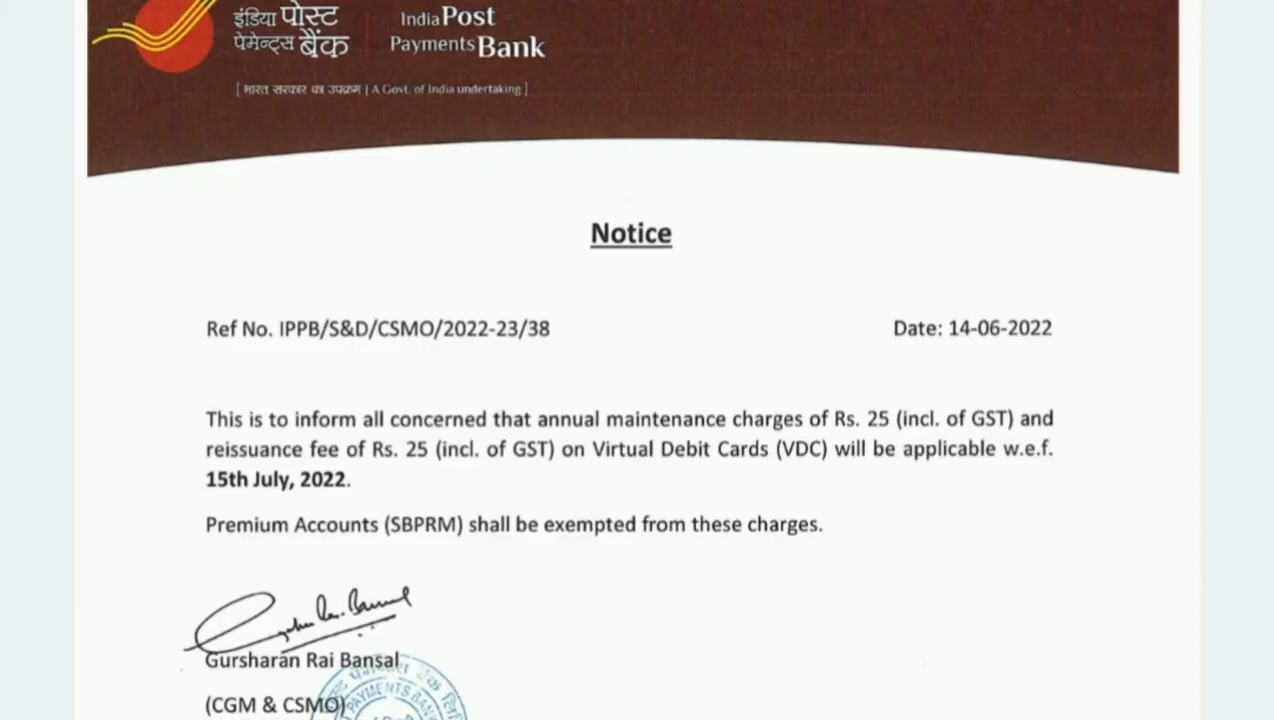 इंडिया पोस्ट
पेमेन्ट्स बैंक
India Post
Payments Bank
[ भारत सरकार का उपक्रम | A Govt. of India undertaking ]
Notice
Ref No. IPPB/S&D/CSMO/2022-23/38
Date: 14-06-2022
This is to inform all concerned that annual maintenance charges of Rs. 25 (incl. of GST) and
reissuance fee of Rs. 25 (incl. of GST) on Virtual Debit Cards (VDC) will be applicable w.e.f.
15th July, 2022.
Premium Accounts (SBPRM) shall be exempted from these charges.
Gursharan Rai Bansal
(CGM & CSMO)
PAYMENTS BANK